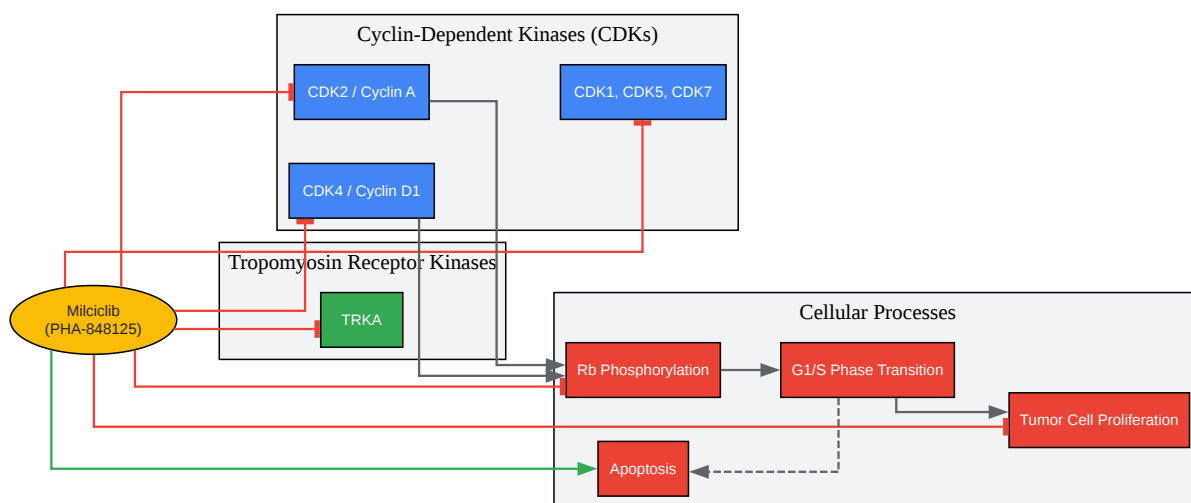 Cyclin-Dependent Kinases (CDKs)
CDK2 / Cyclin A
CDK1, CDK5, CDK7
CDK4 / Cyclin D1
Tropomyosin Receptor Kinases
Milciclib
(PHA-848125)
TRKA
Cellular Processes
Rb Phosphorylation
G1/S Phase Transition
Tumor Cell Proliferation
Apoptosis